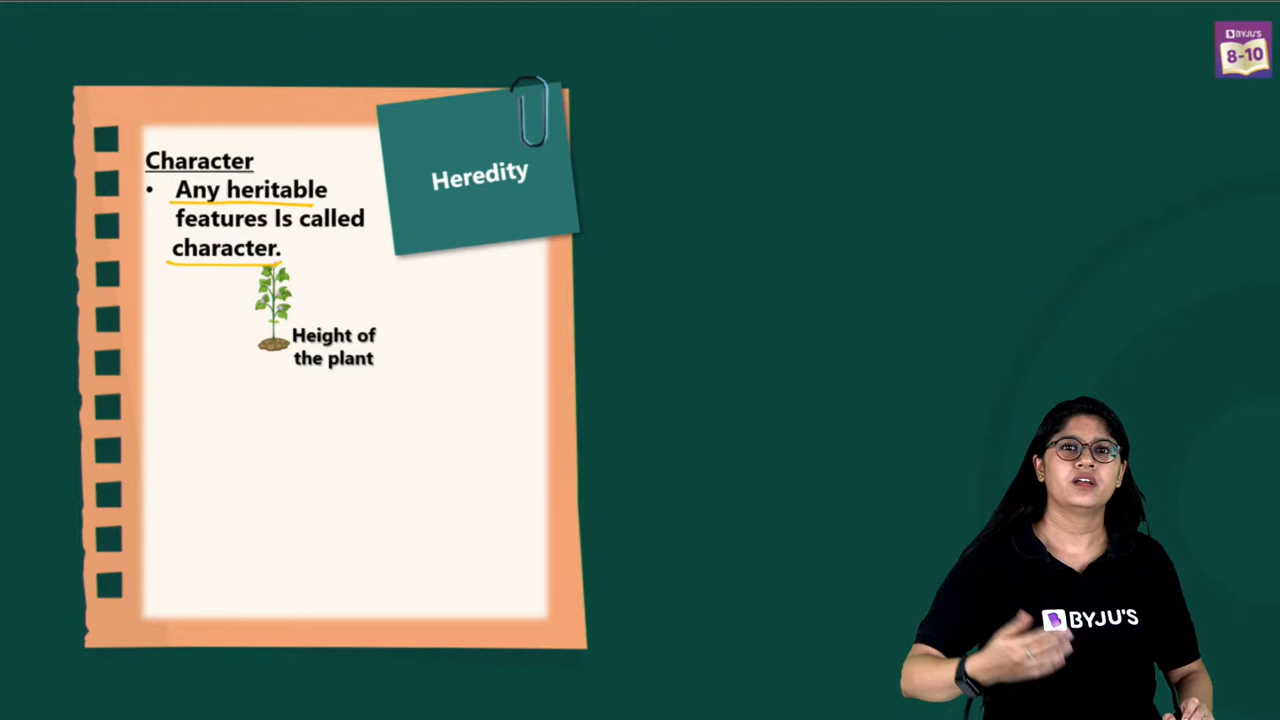 BYJU'S
8-10
Heredity
Character
• Any heritable
features Is called
character.
Height of
the plant
BYJU'S